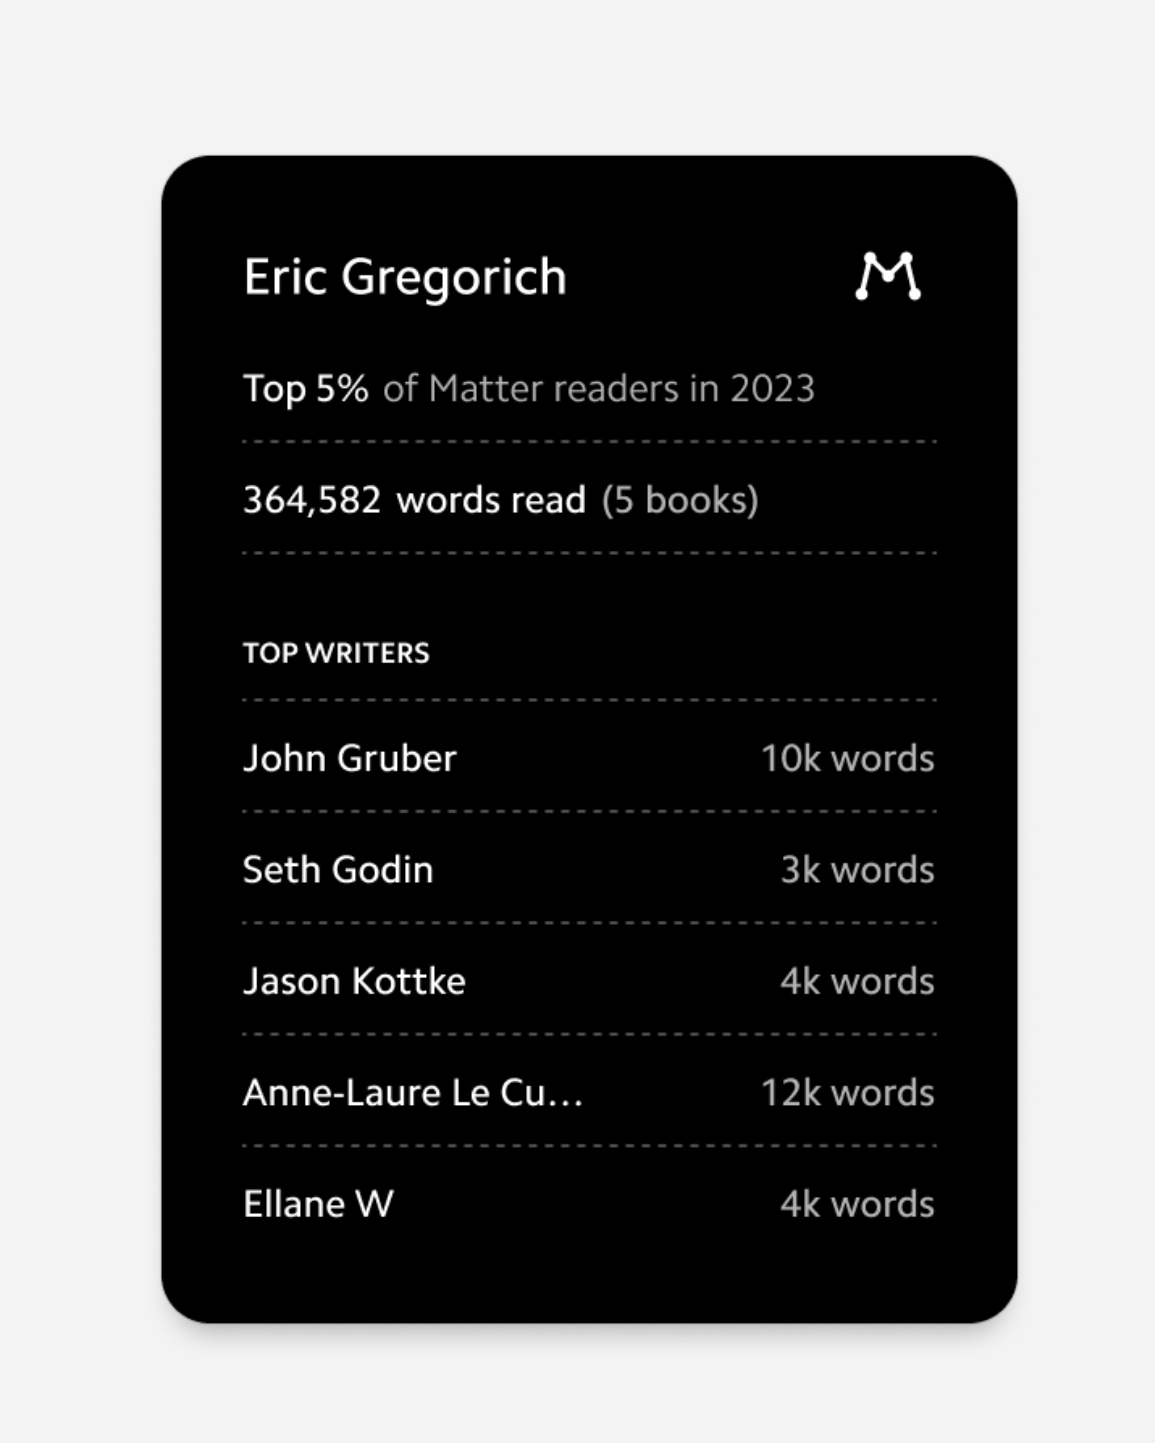 Eric Gregorich
Top 5% of Matter readers in 2023
364,582 words read (5 books)
TOP WRITERS
John Gruber 10k words
Seth Godin 3k words
Jason Kottke 4k words
Anne-Laure Le Cu... 12k words
Ellane W 4k words